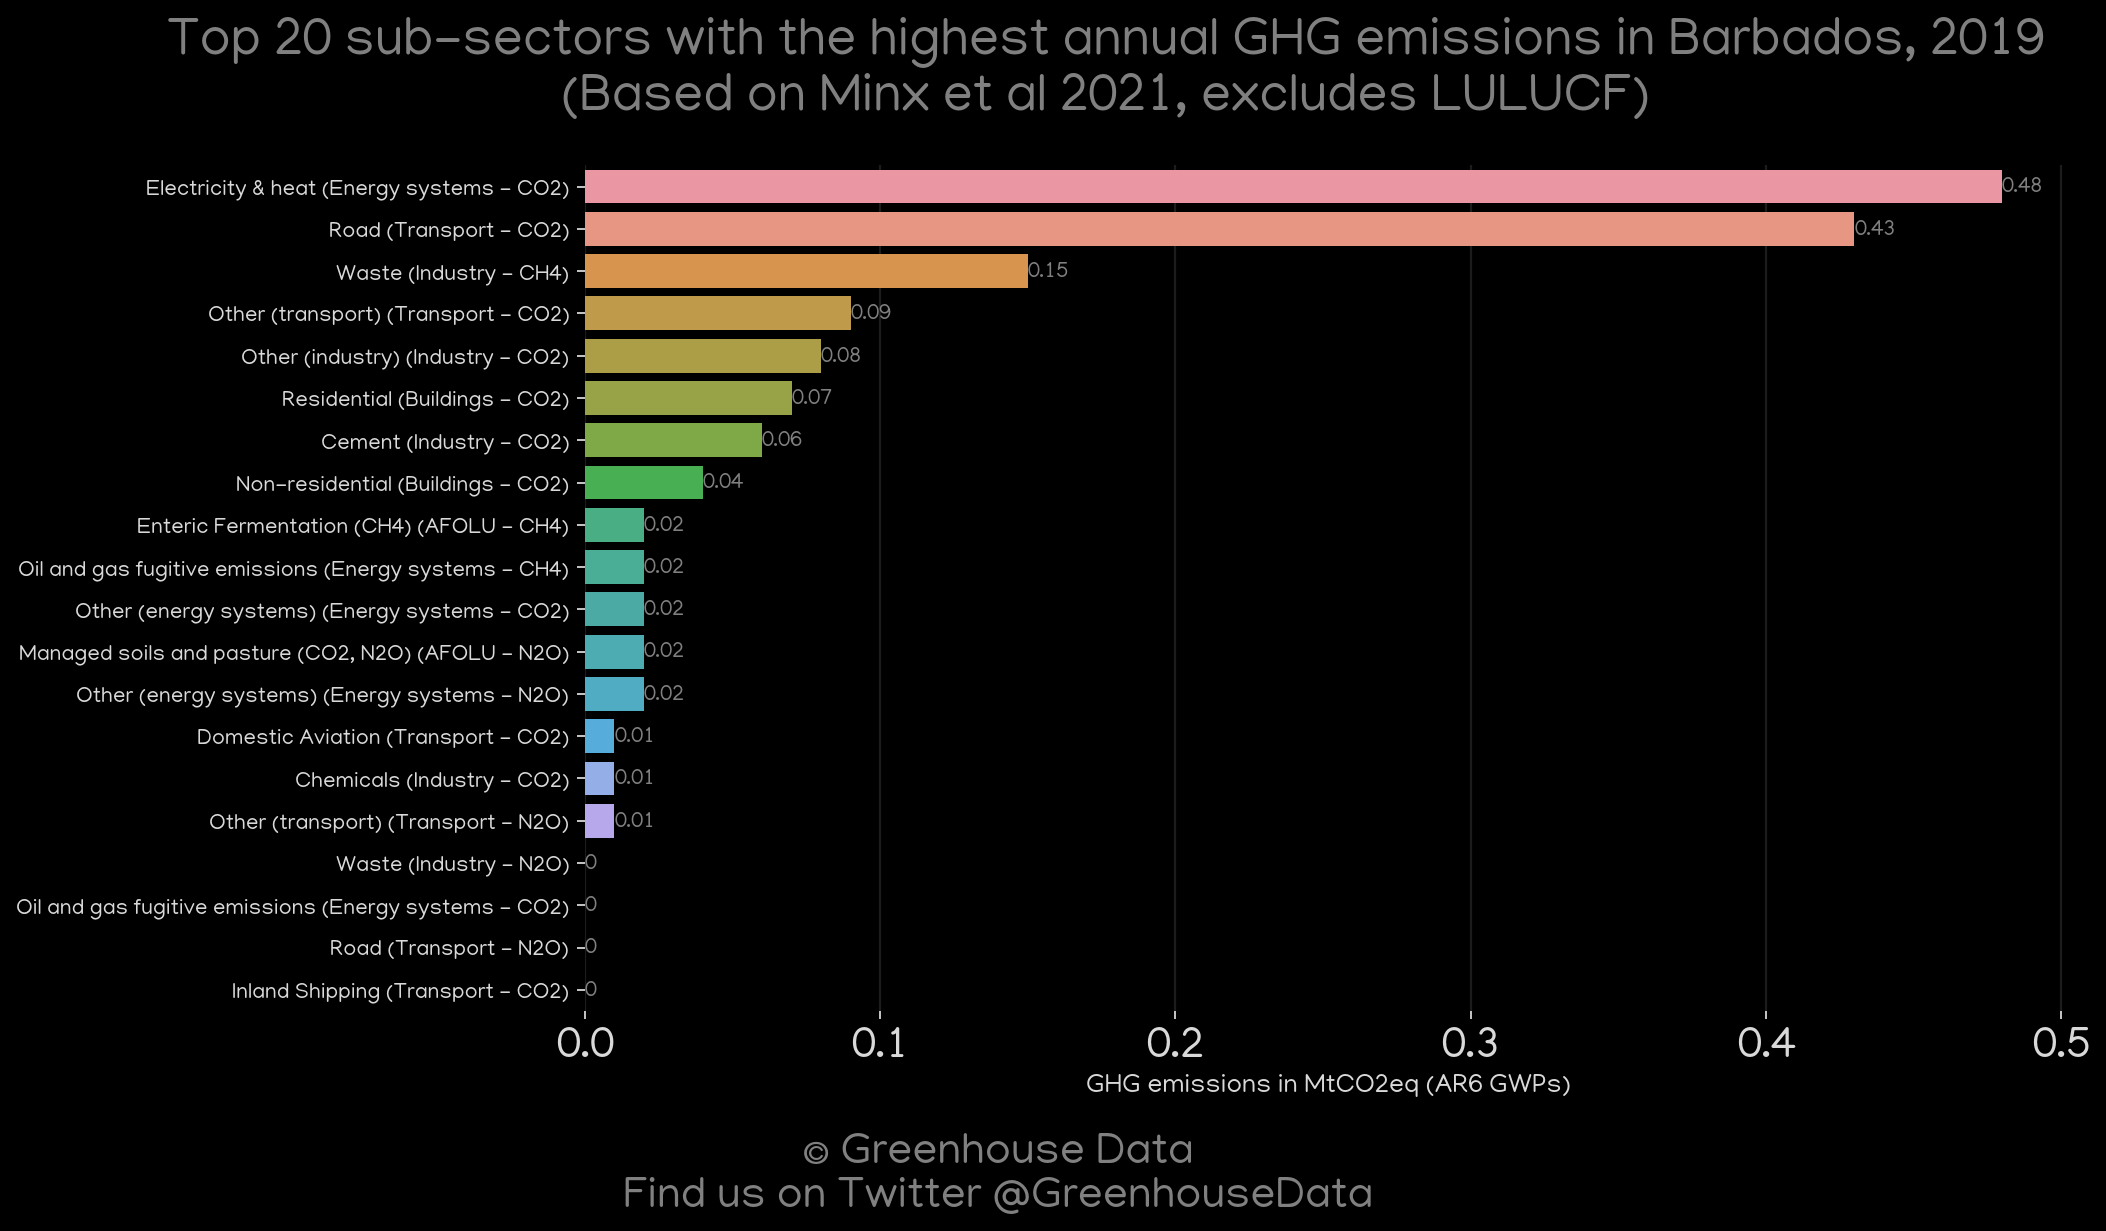 Top 20 sub-sectors with the highest annual GHG emissions in Barbados, 2019
(Based on Minx et al 2021, excludes LULUCF)
Electricity & heat (Energy systems - CO2) 0.48
Road (Transport - CO2) 0.43
Waste (Industry - CH4) 0.15
Other (transport) (Transport - CO2) 0.09
Other (industry) (Industry - CO2) 0.08
Residential (Buildings - CO2) 0.07
Cement (Industry - CO2) 0.06
Non-residential (Buildings - CO2) 0.04
Enteric Fermentation (CH4) (AFOLU - CH4) 0.02
Oil and gas fugitive emissions (Energy systems - CH4) 0.02
Other (energy systems) (Energy systems - CO2) 0.02
Managed soils and pasture (CO2, N2O) (AFOLU - N2O) 0.02
Other (energy systems) (Energy systems - N2O) 0.02
Domestic Aviation (Transport - CO2) 0.01
Chemicals (Industry - CO2) 0.01
Other (transport) (Transport - N2O) 0.01
Waste (Industry - N2O) 0
Oil and gas fugitive emissions (Energy systems - CO2) 0
Road (Transport - N2O) 0
Inland Shipping (Transport - CO2) 0
0.0 0.1 0.2 0.3 0.4 0.5
GHG emissions in MtCO2eq (AR6 GWPs)
© Greenhouse Data
Find us on Twitter @GreenhouseData